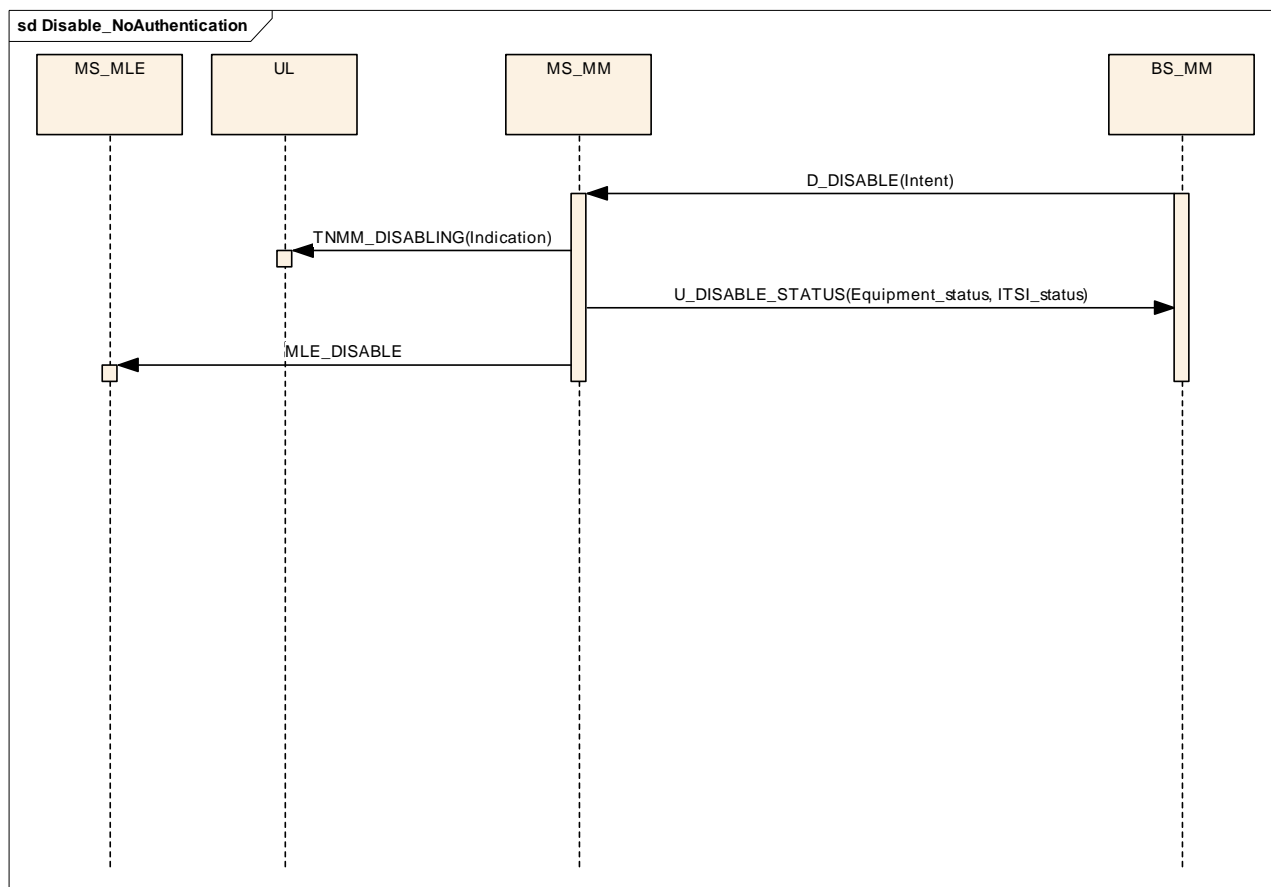 sd Disable_NoAuthentication
MS_MLE
UL
MS_MM
BS_MM
D_DISABLE(Intent)
TNMM_DISABLING(Indication)
U_DISABLE_STATUS(Equipment_status, ITSI_status)
MLE_DISABLE